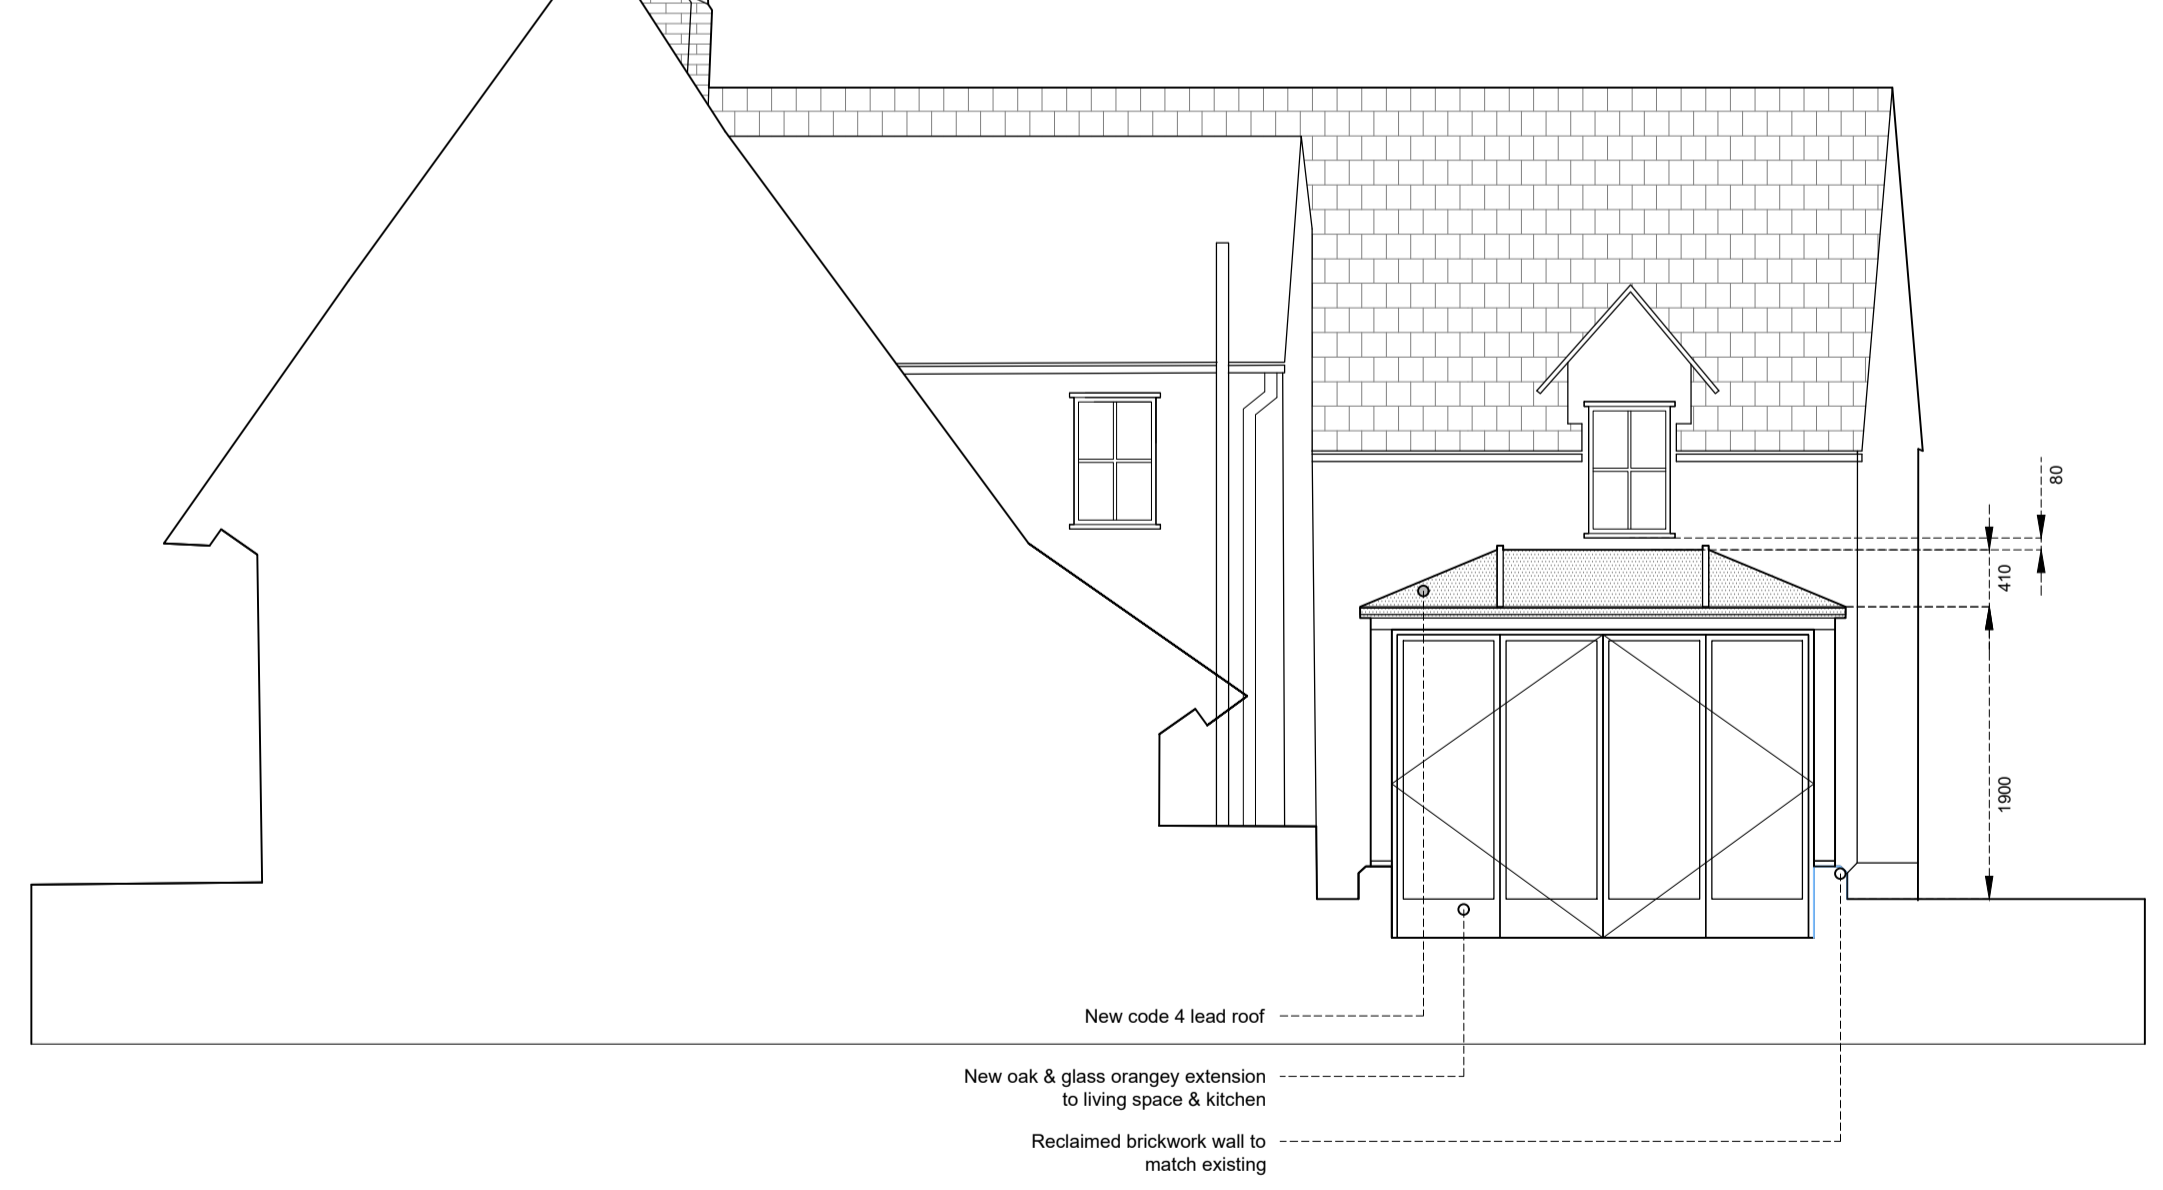 80
410
1900
New code 4 lead roof
New oak & glass orangey extension
to living space & kitchen
Reclaimed brickwork wall to
match existing